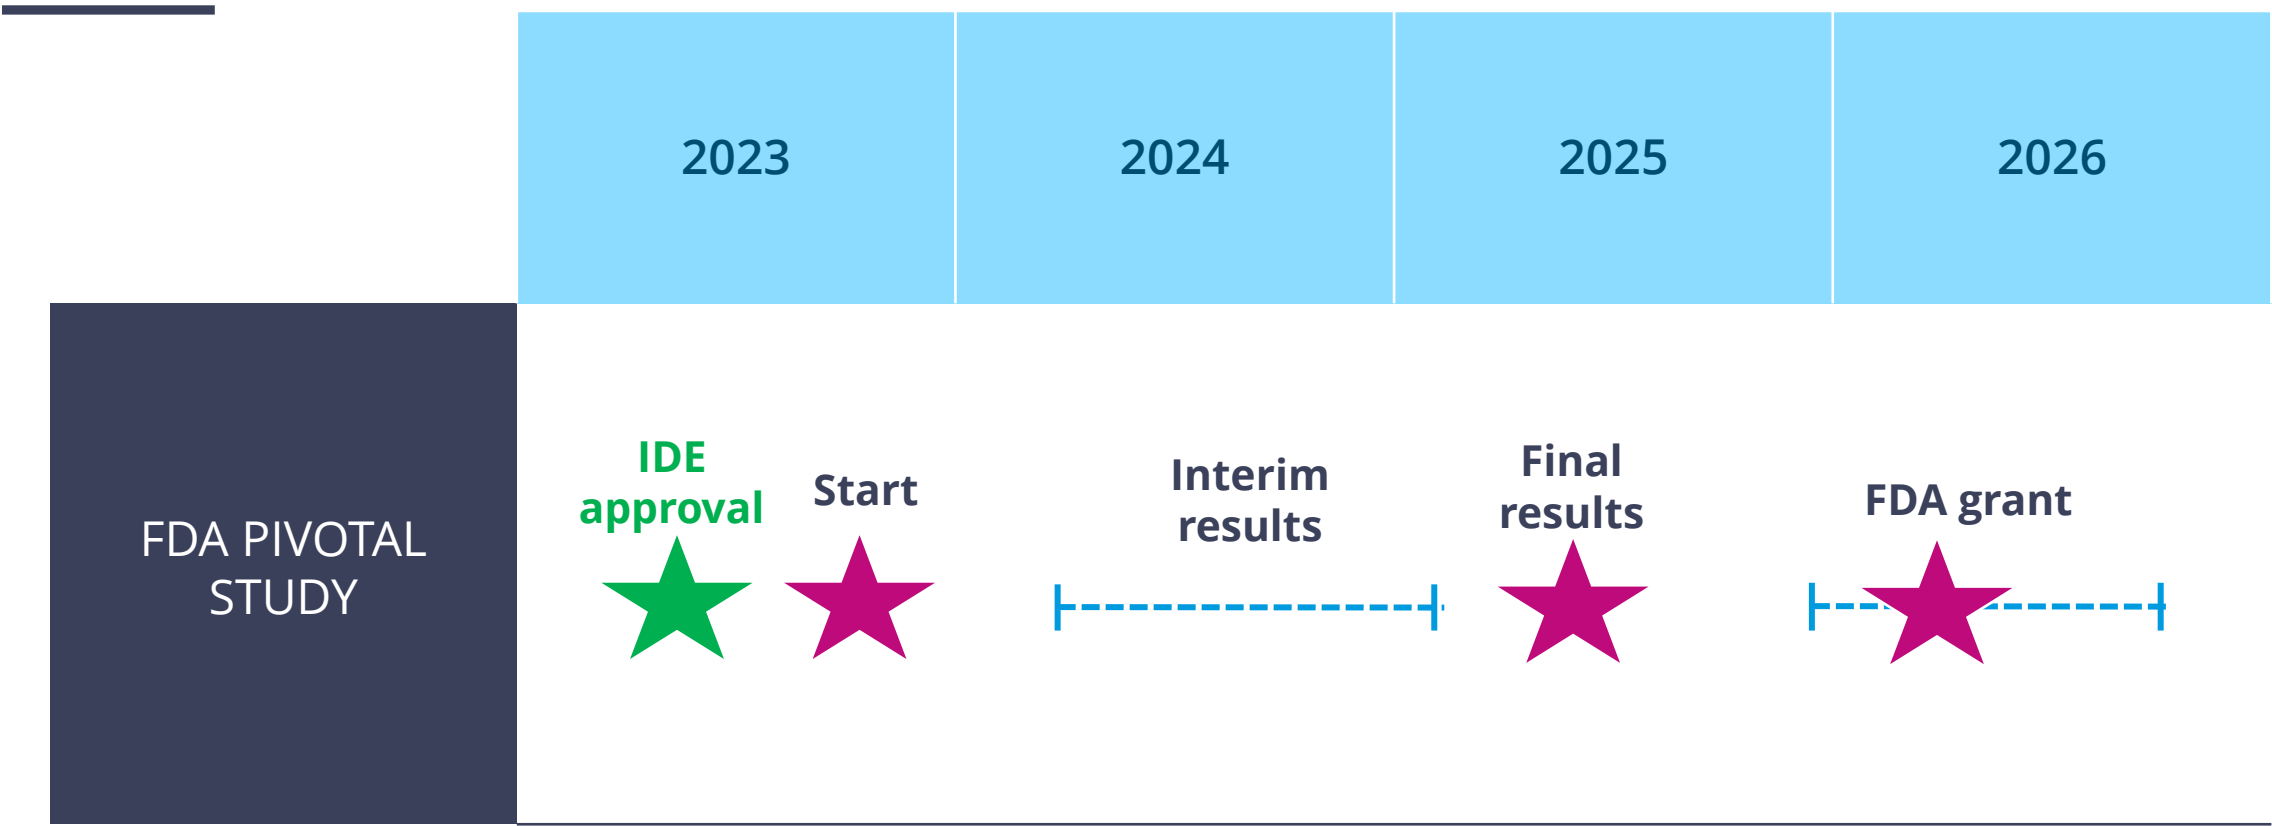 2023
2024
2025
2026
FDA PIVOTAL
STUDY
IDE
approval
Start
Interim
results
Final
results
FDA grant